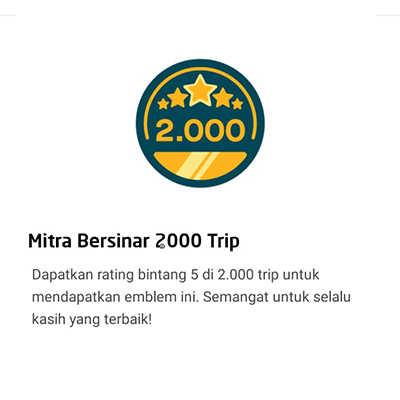 2.000
Mitra Bersinar 2000 Trip
Dapatkan rating bintang 5 di 2.000 trip untuk
mendapatkan emblem ini. Semangat untuk selalu
kasih yang terbaik!